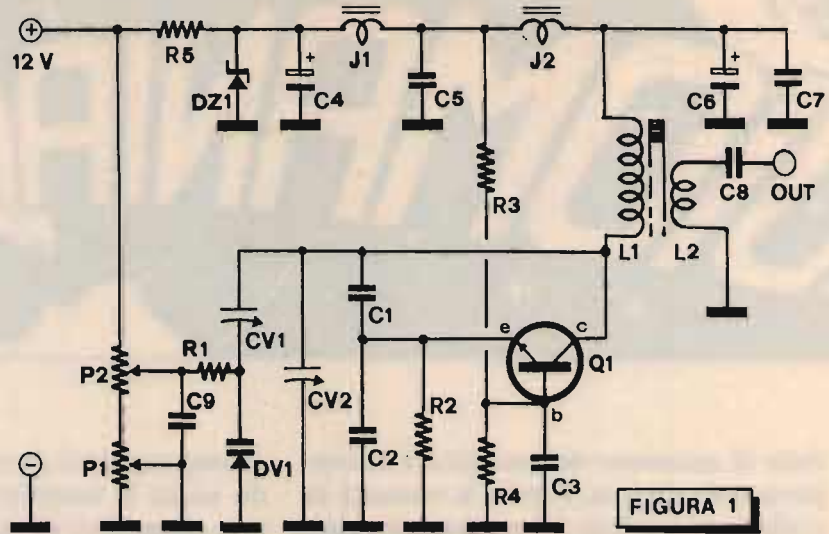 +
12 V
R5
DZ1
+
C4
J1
C5
J2
+
C6
C7
R3
L1
L2
C8
OUT
CV1
C1
e
c
Q1
b
P2
R1
C9
CV2
R2
P1
DV1
C2
R4
C3
−
FIGURA 1